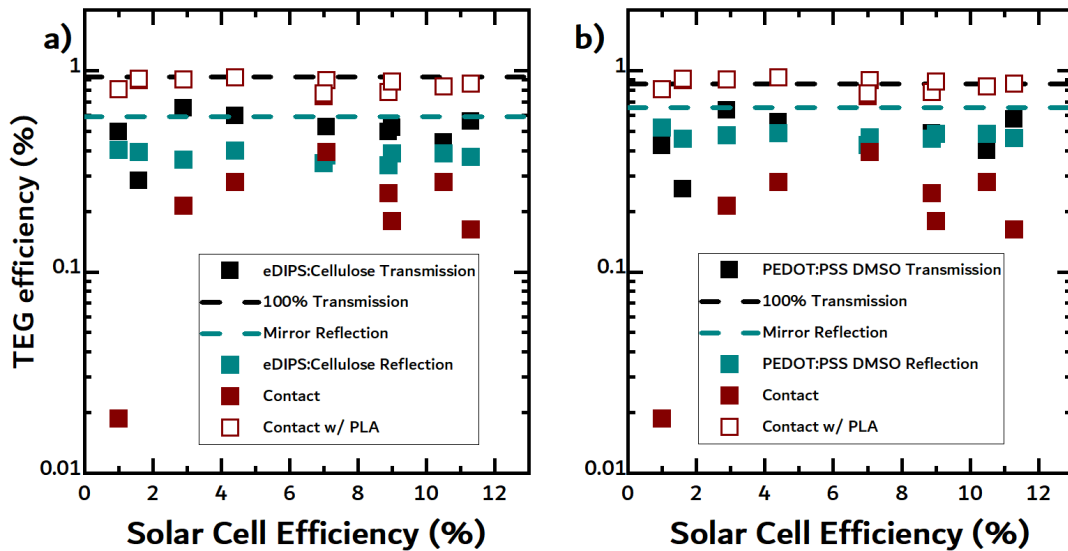 a)
TEG efficiency (%)
1
0.1
0.01
eDIPS:Cellulose Transmission
100% Transmission
Mirror Reflection
eDIPS:Cellulose Reflection
Contact
Contact w/ PLA
0 2 4 6 8 10 12
Solar Cell Efficiency (%)
b)
1
0.1
0.01
PEDOT:PSS DMSO Transmission
100% Transmission
Mirror Reflection
PEDOT:PSS DMSO Reflection
Contact
Contact w/ PLA
0 2 4 6 8 10 12
Solar Cell Efficiency (%)